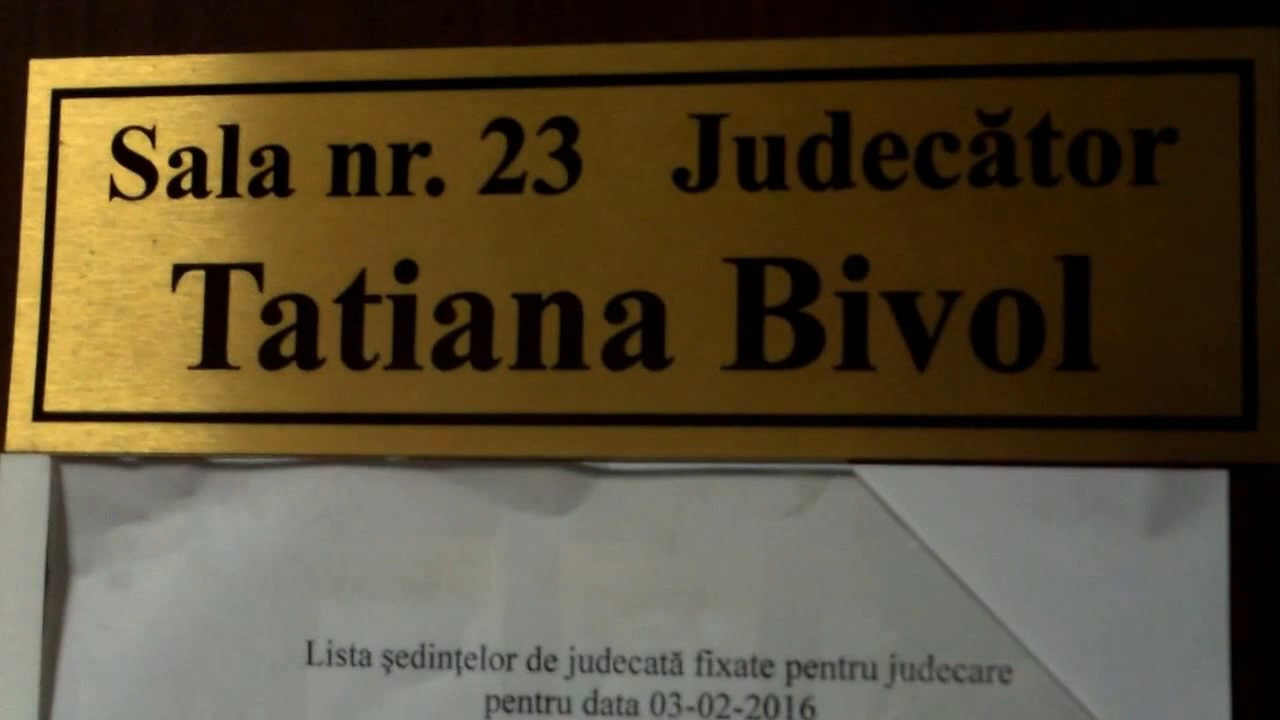 Sala nr. 23 Judecător
Tatiana Bivol
Lista şedinţelor de judecată fixate pentru judecare
pentru data 03-02-2016